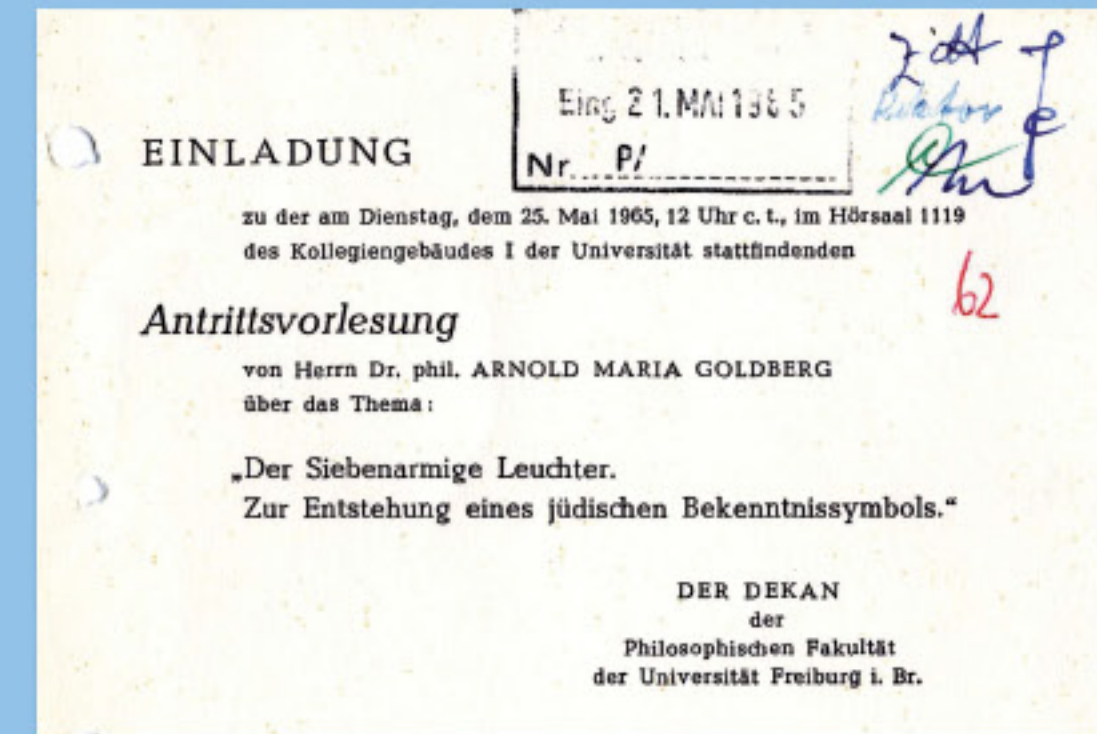 Eing 21. MAI 1965
Nr. P/
Rektor
EINLADUNG
zu der am Dienstag, dem 25. Mai 1965, 12 Uhr c. t., im Hörsaal 1119
des Kollegiengebäudes I der Universität stattfindenden
62
Antrittsvorlesung
von Herrn Dr. phil. ARNOLD MARIA GOLDBERG
über das Thema:
„Der Siebenarmige Leuchter.
Zur Entstehung eines jüdischen Bekenntnissymbols.“
DER DEKAN
der
Philosophischen Fakultät
der Universität Freiburg i. Br.